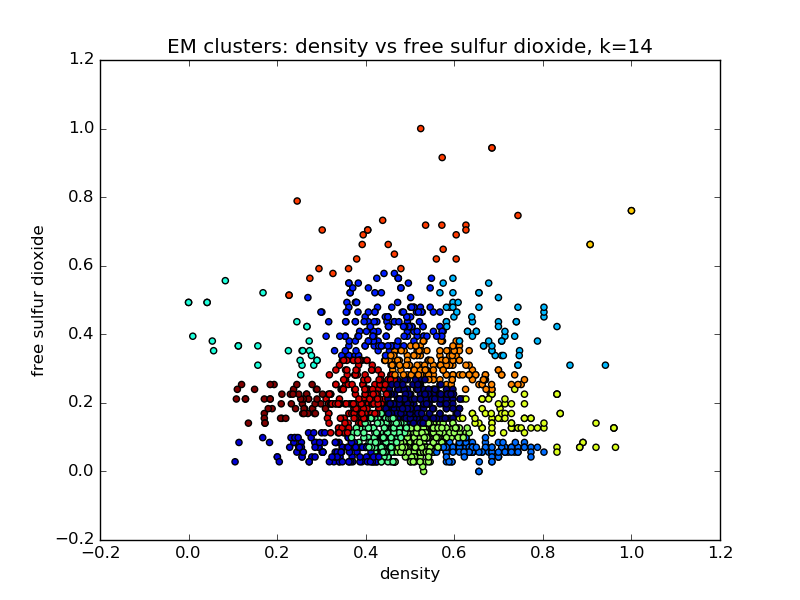 EM clusters: density vs free sulfur dioxide, k=14
1.2
1.0
0.8
0.6
0.4
0.2
0.0
−0.2
free sulfur dioxide
−0.2 0.0 0.2 0.4 0.6 0.8 1.0 1.2
density